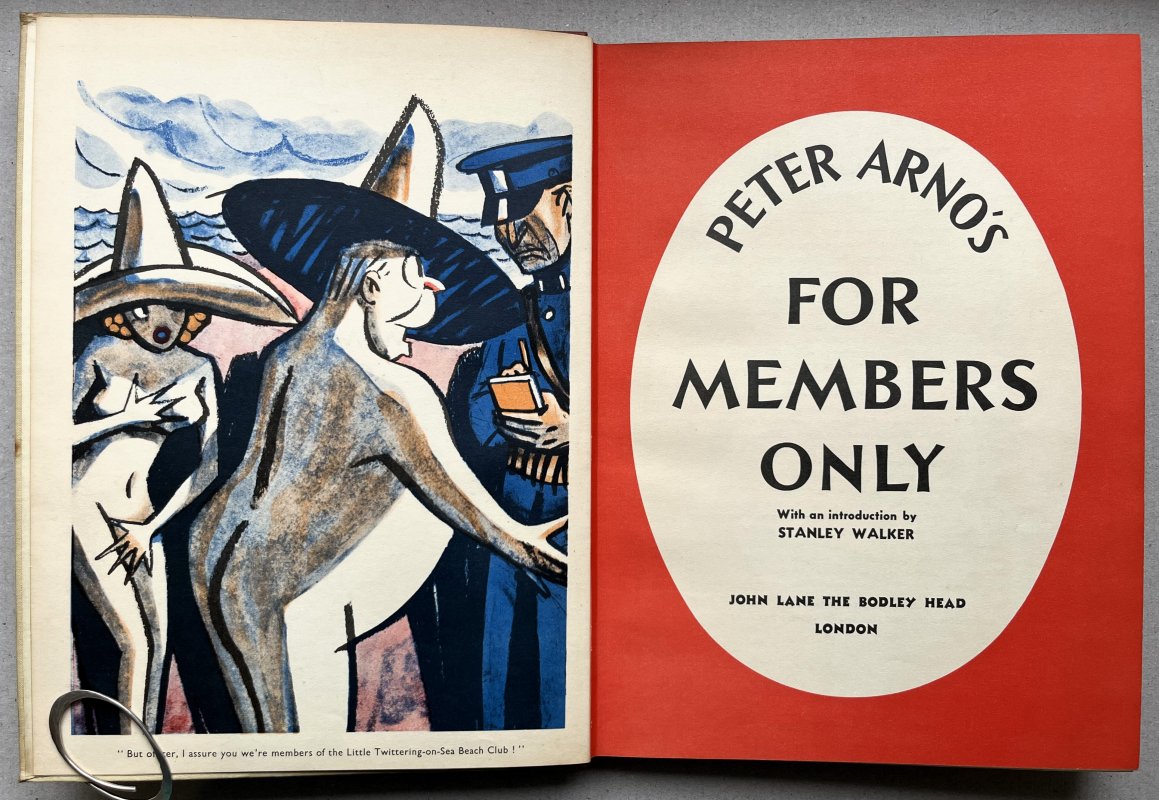 " But officer, I assure you we're members of the Little Twittering-on-Sea Beach Club ! "
PETER ARNO'S
FOR
MEMBERS
ONLY
With an introduction by
STANLEY WALKER
JOHN LANE THE BODLEY HEAD
LONDON